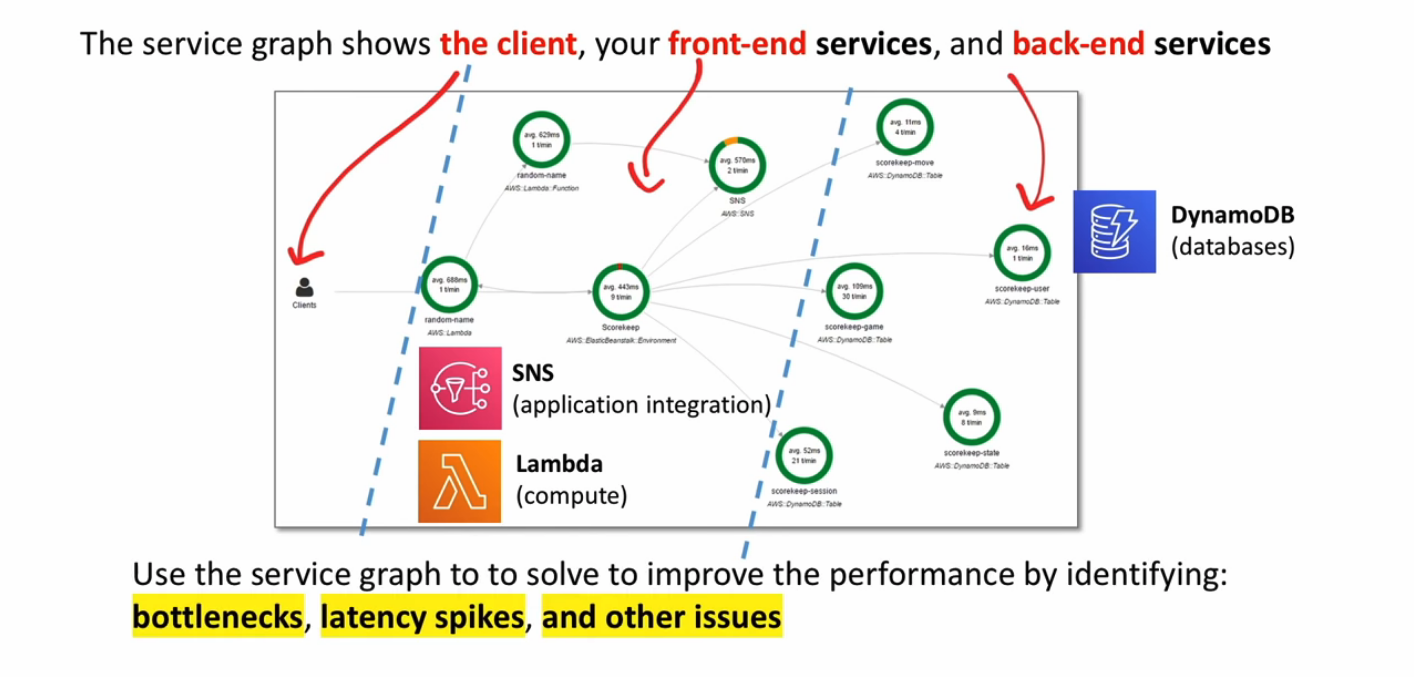 The service graph shows the client, your front-end services, and back-end services
avg. 629ms
1 t/min
random-name
AWS::Lambda::Function
avg. 570ms
2 t/min
SNS
AWS::SNS
avg. 11ms
4 t/min
scorekeep-move
AWS::DynamoDB::Table
DynamoDB
(databases)
avg. 16ms
1 t/min
scorekeep-user
AWS::DynamoDB::Table
Clients
avg. 688ms
1 t/min
random-name
AWS::Lambda
avg. 443ms
9 t/min
Scorekeep
AWS::ElasticBeanstalk::Environment
avg. 109ms
30 t/min
scorekeep-game
AWS::DynamoDB::Table
SNS
(application integration)
Lambda
(compute)
avg. 52ms
21 t/min
scorekeep-session
AWS::DynamoDB::Table
avg. 9ms
8 t/min
scorekeep-state
AWS::DynamoDB::Table
Use the service graph to to solve to improve the performance by identifying:
bottlenecks, latency spikes, and other issues